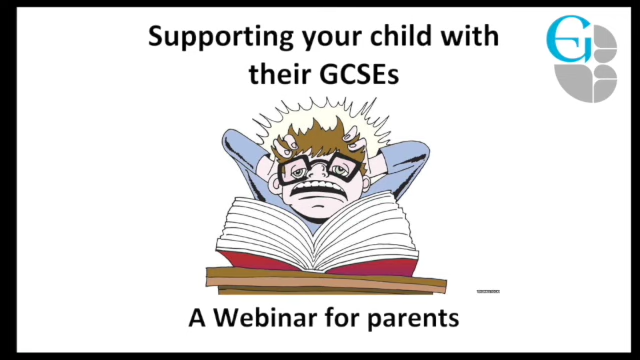 Supporting your child with
their GCSEs
A Webinar for parents